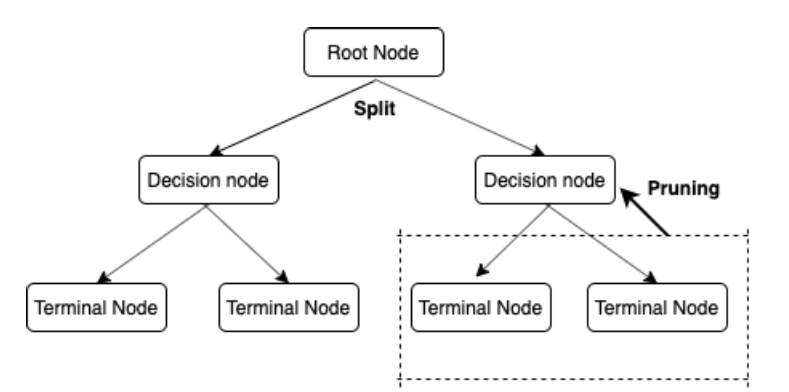 Root Node
Split
Decision node
Decision node
Pruning
Terminal Node
Terminal Node
Terminal Node
Terminal Node